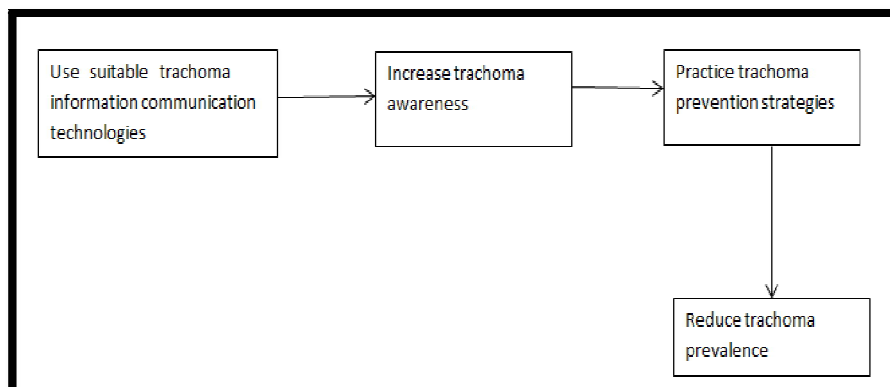 Use suitable trachoma
information communication
technologies
Increase trachoma
awareness
Practice trachoma
prevention strategies
Reduce trachoma
prevalence